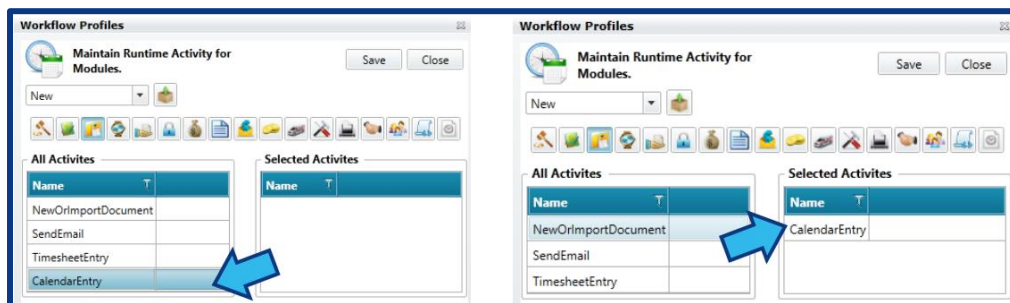 Workflow Profiles
Maintain Runtime Activity for
Modules.
Save Close
New
All Activites Selected Activites
Name Name
NewOrImportDocument
SendEmail
TimesheetEntry
CalendarEntry
Workflow Profiles
Maintain Runtime Activity for
Modules.
Save Close
New
All Activites Selected Activites
Name Name
NewOrImportDocument CalendarEntry
SendEmail
TimesheetEntry